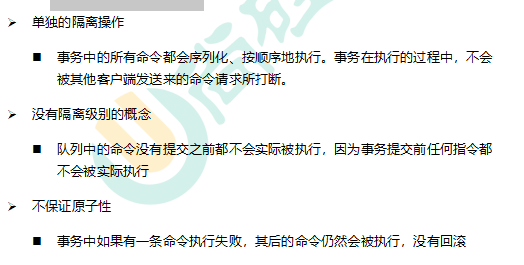 ➢ 单独的隔离操作
■ 事务中的所有命令都会序列化、按顺序地执行。事务在执行的过程中，不会
被其他客户端发送来的命令请求所打断。
➢ 没有隔离级别的概念
■ 队列中的命令没有提交之前都不会实际被执行，因为事务提交前任何指令都
不会被实际执行
➢ 不保证原子性
■ 事务中如果有一条命令执行失败，其后的命令仍然会被执行，没有回滚